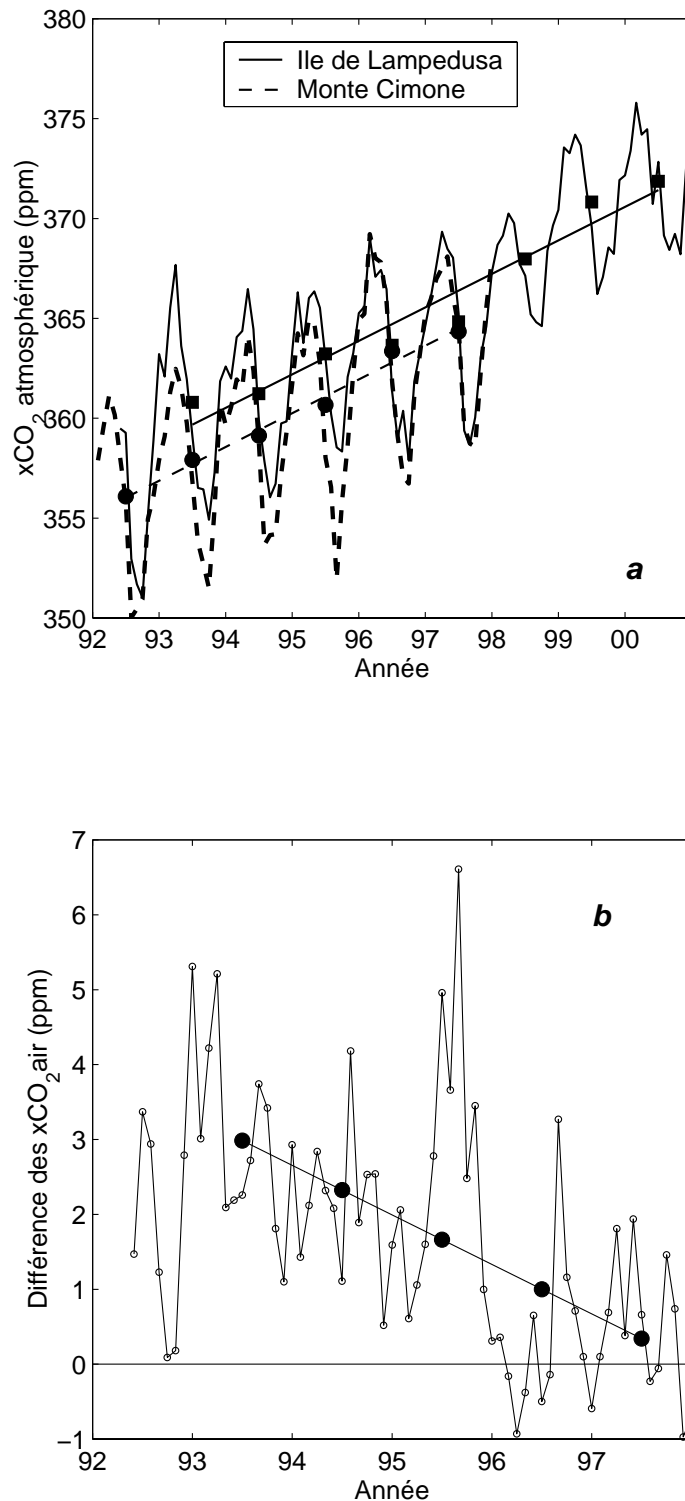 380
375
370
365
360
355
350
xCO2 atmosphérique (ppm)
Ile de Lampedusa
Monte Cimone
a
92 93 94 95 96 97 98 99 00
Année
7
6
5
4
3
2
1
0
−1
Différence des xCO2air (ppm)
b
92 93 94 95 96 97
Année